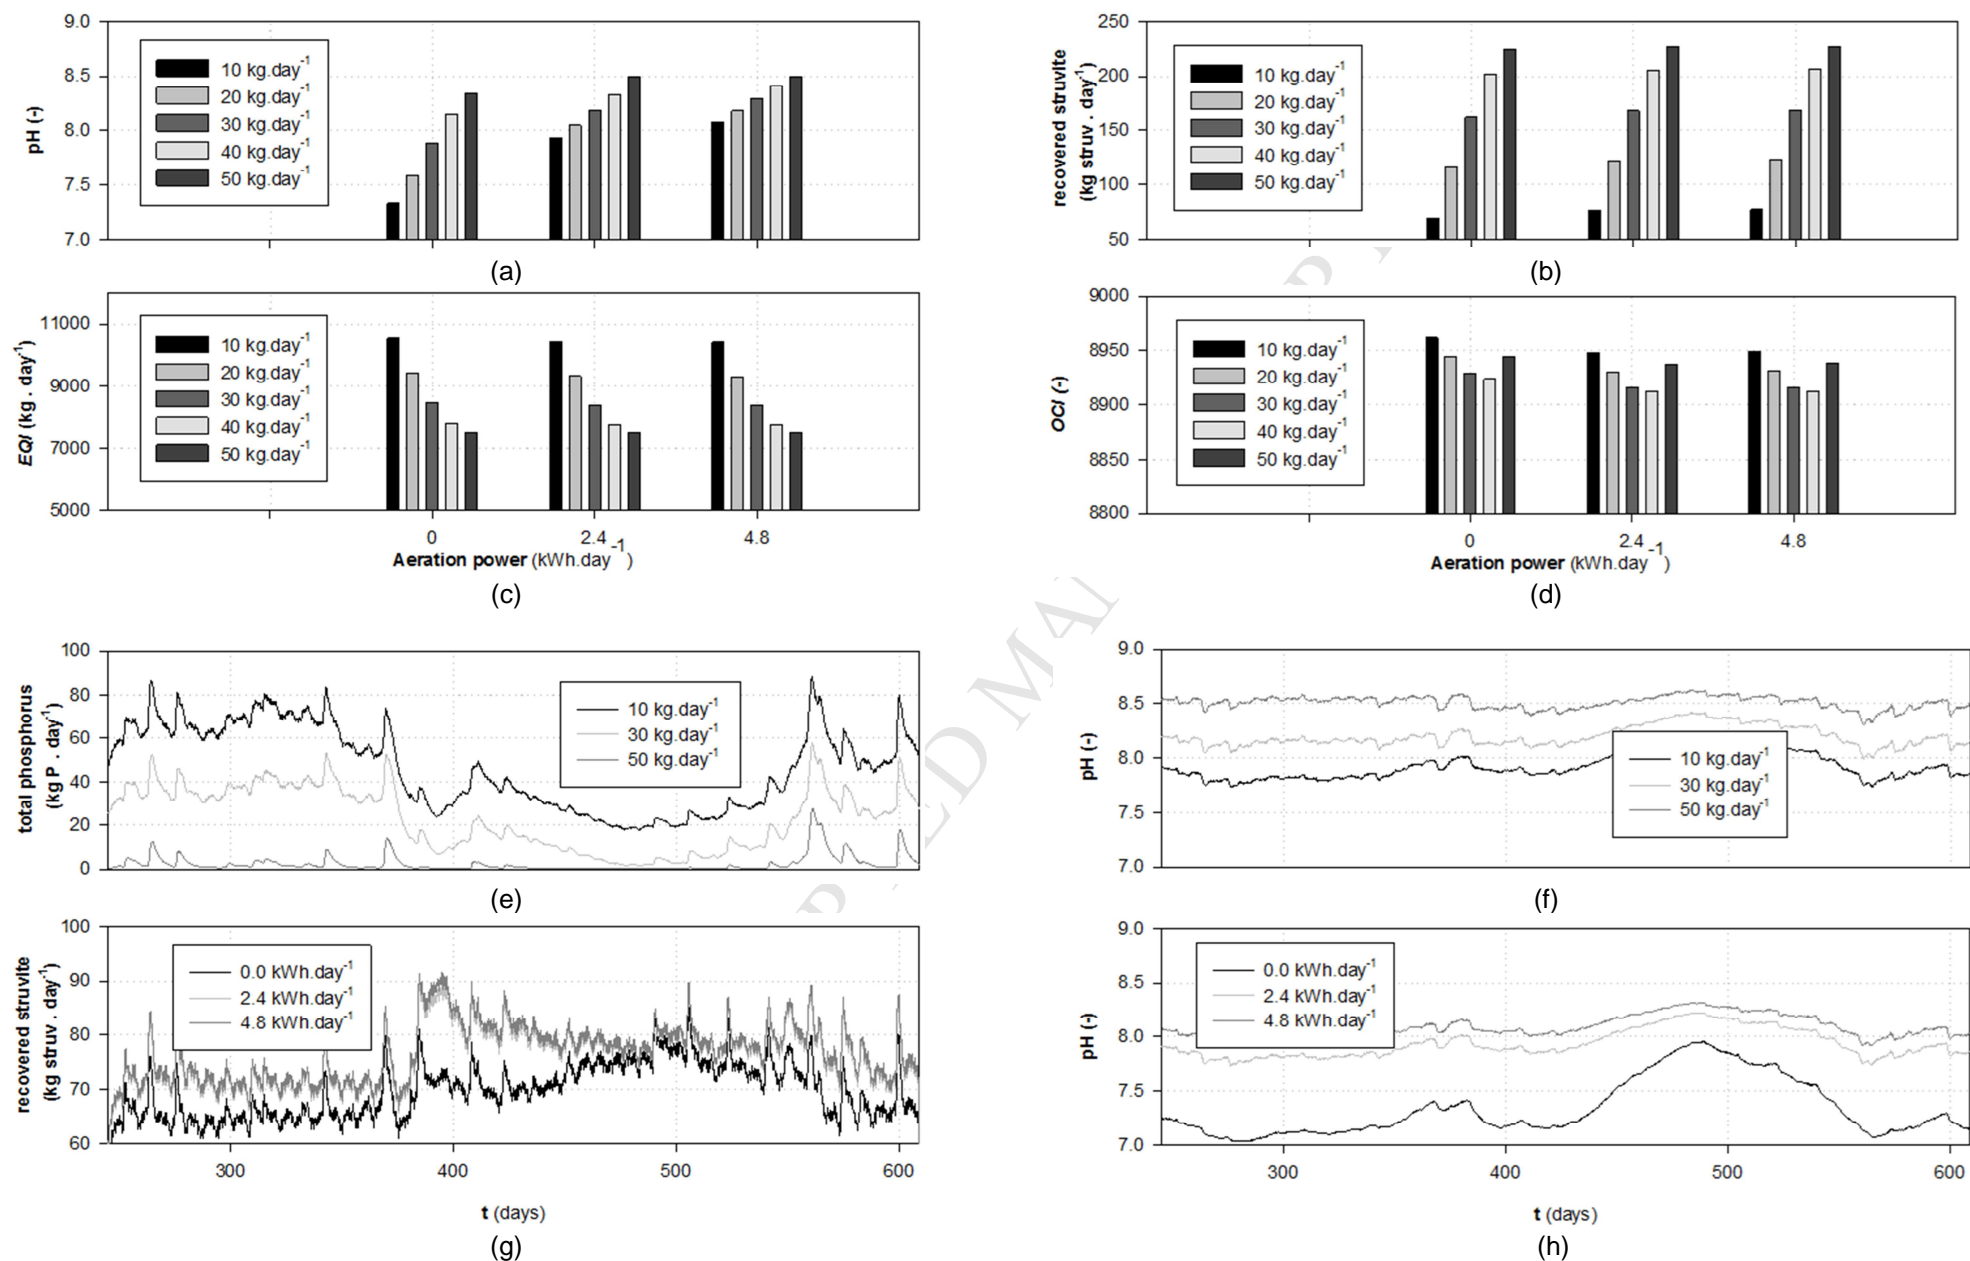 pH (-)
9.0
8.5
8.0
7.5
7.0
10 kg.day-1
20 kg.day-1
30 kg.day-1
40 kg.day-1
50 kg.day-1
(a)
recovered struvite
(kg struv . day-1)
250
200
150
100
50
10 kg.day-1
20 kg.day-1
30 kg.day-1
40 kg.day-1
50 kg.day-1
(b)
EQI (kg . day-1)
11000
9000
7000
5000
10 kg.day-1
20 kg.day-1
30 kg.day-1
40 kg.day-1
50 kg.day-1
0 2.4 4.8
Aeration power (kWh.day-1)
(c)
OCI (-)
9000
8950
8900
8850
8800
10 kg.day-1
20 kg.day-1
30 kg.day-1
40 kg.day-1
50 kg.day-1
0 2.4 4.8
Aeration power (kWh.day-1)
(d)
total phosphorus
(kg P . day-1)
100
80
60
40
20
0
10 kg.day-1
30 kg.day-1
50 kg.day-1
(e)
pH (-)
9.0
8.5
8.0
7.5
7.0
10 kg.day-1
30 kg.day-1
50 kg.day-1
(f)
recovered struvite
(kg struv . day-1)
100
90
80
70
60
0.0 kWh.day-1
2.4 kWh.day-1
4.8 kWh.day-1
300 400 500 600
t (days)
(g)
pH (-)
9.0
8.5
8.0
7.5
7.0
0.0 kWh.day-1
2.4 kWh.day-1
4.8 kWh.day-1
300 400 500 600
t (days)
(h)